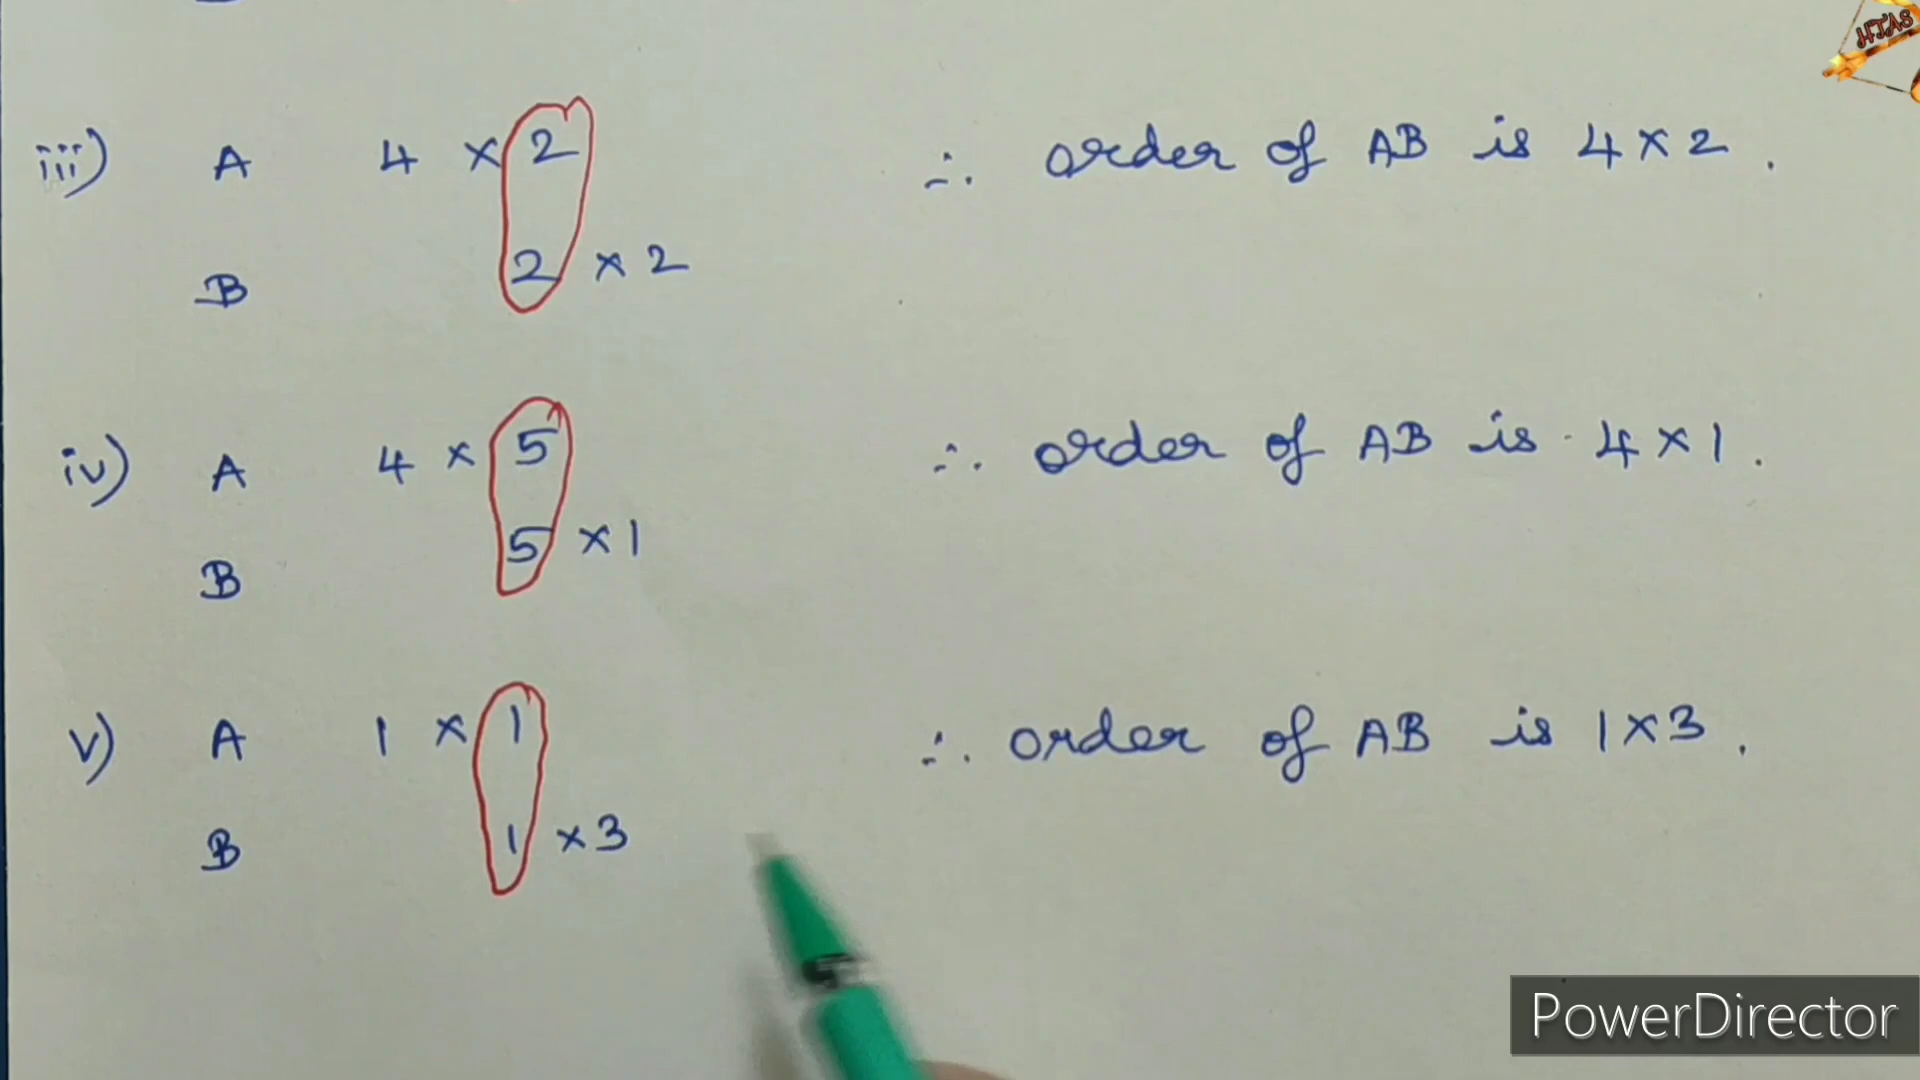 HTAS
iii) A 4 × 2 ∴ order of AB is 4 × 2 .
B 2 × 2
iv) A 4 × 5 ∴ order of AB is 4 × 1 .
B 5 × 1
v) A 1 × 1 ∴ order of AB is 1 × 3 .
B 1 × 3
PowerDirector